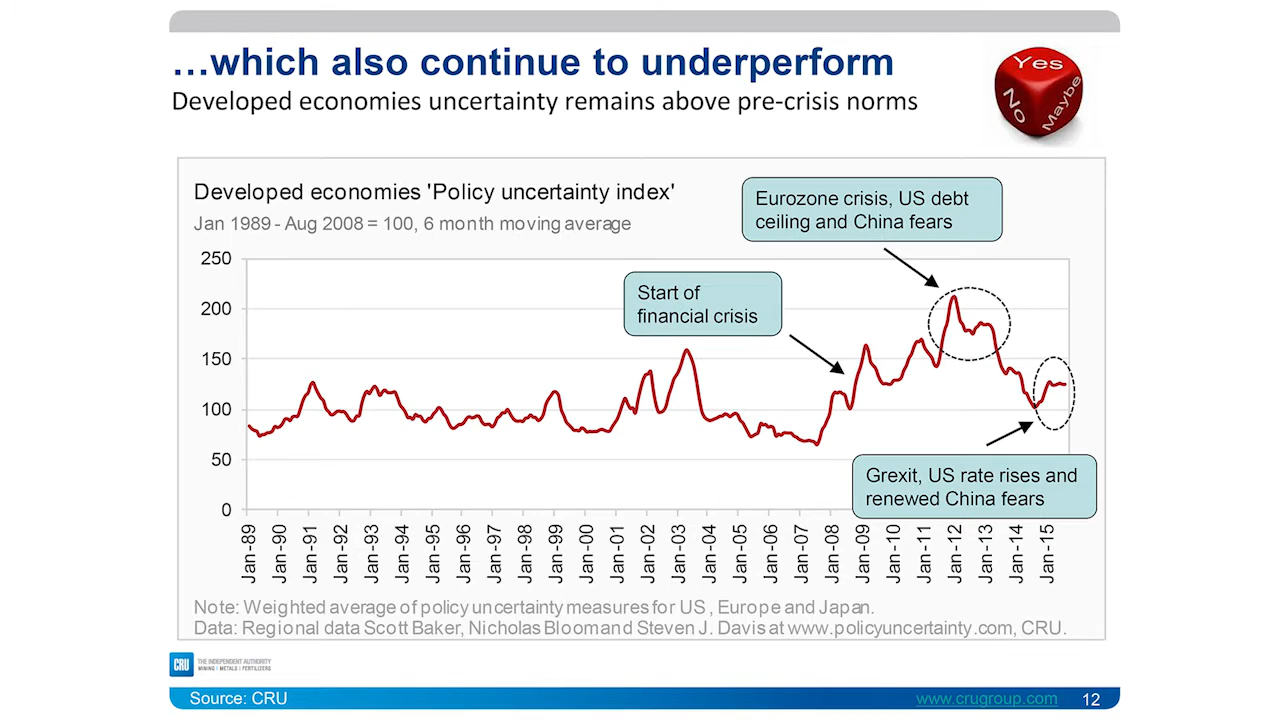 …which also continue to underperform
Developed economies uncertainty remains above pre-crisis norms
Yes
No
Maybe
Developed economies 'Policy uncertainty index'
Jan 1989 - Aug 2008 = 100, 6 month moving average
Eurozone crisis, US debt
ceiling and China fears
Start of
financial crisis
Grexit, US rate rises and
renewed China fears
250
200
150
100
50
0
Jan-89
Jan-90
Jan-91
Jan-92
Jan-93
Jan-94
Jan-95
Jan-96
Jan-97
Jan-98
Jan-99
Jan-00
Jan-01
Jan-02
Jan-03
Jan-04
Jan-05
Jan-06
Jan-07
Jan-08
Jan-09
Jan-10
Jan-11
Jan-12
Jan-13
Jan-14
Jan-15
Note: Weighted average of policy uncertainty measures for US , Europe and Japan.
Data: Regional data Scott Baker, Nicholas Bloom and Steven J. Davis at www.policyuncertainty.com, CRU.
CRU
THE INDEPENDENT AUTHORITY
MINING | METALS | FERTILIZERS
Source: CRU
www.crugroup.com
12